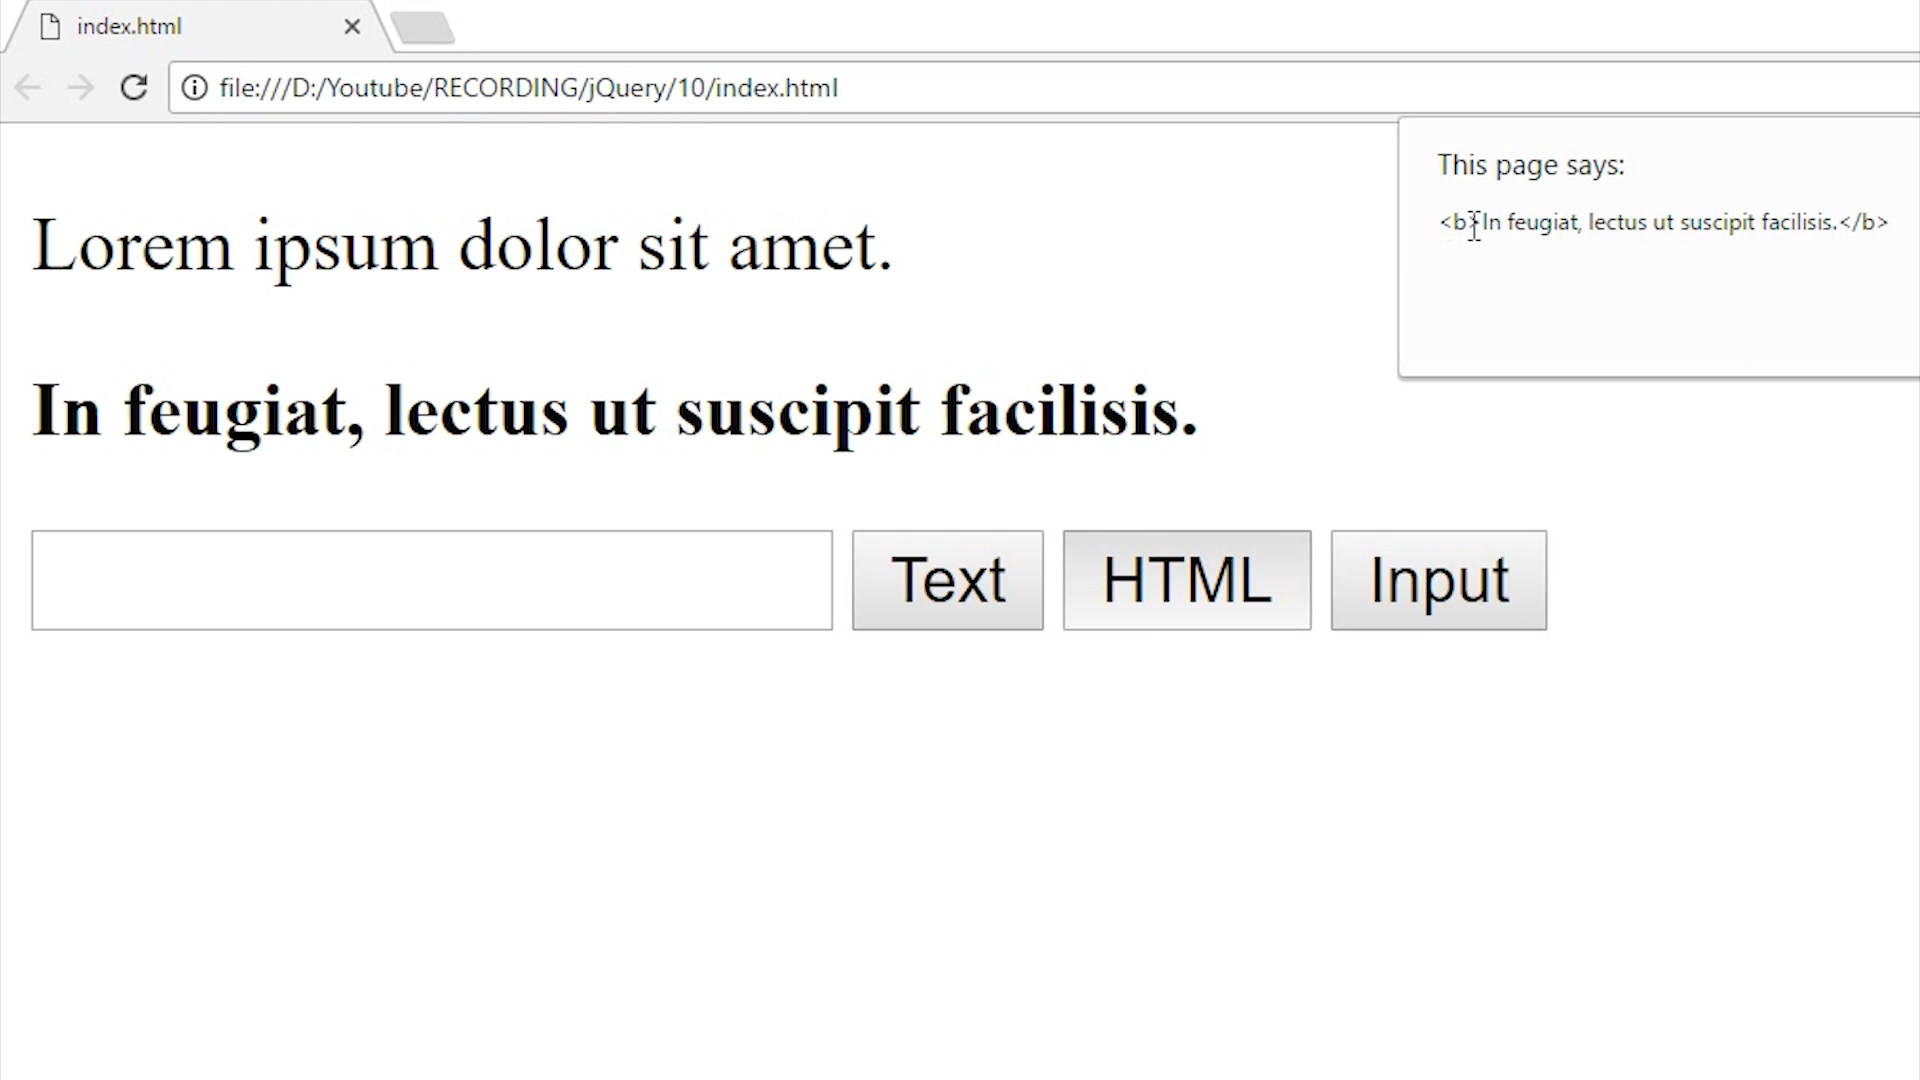 index.html
file:///D:/Youtube/RECORDING/jQuery/10/index.html
This page says:
<b>In feugiat, lectus ut suscipit facilisis.</b>
Lorem ipsum dolor sit amet.
In feugiat, lectus ut suscipit facilisis.
Text HTML Input